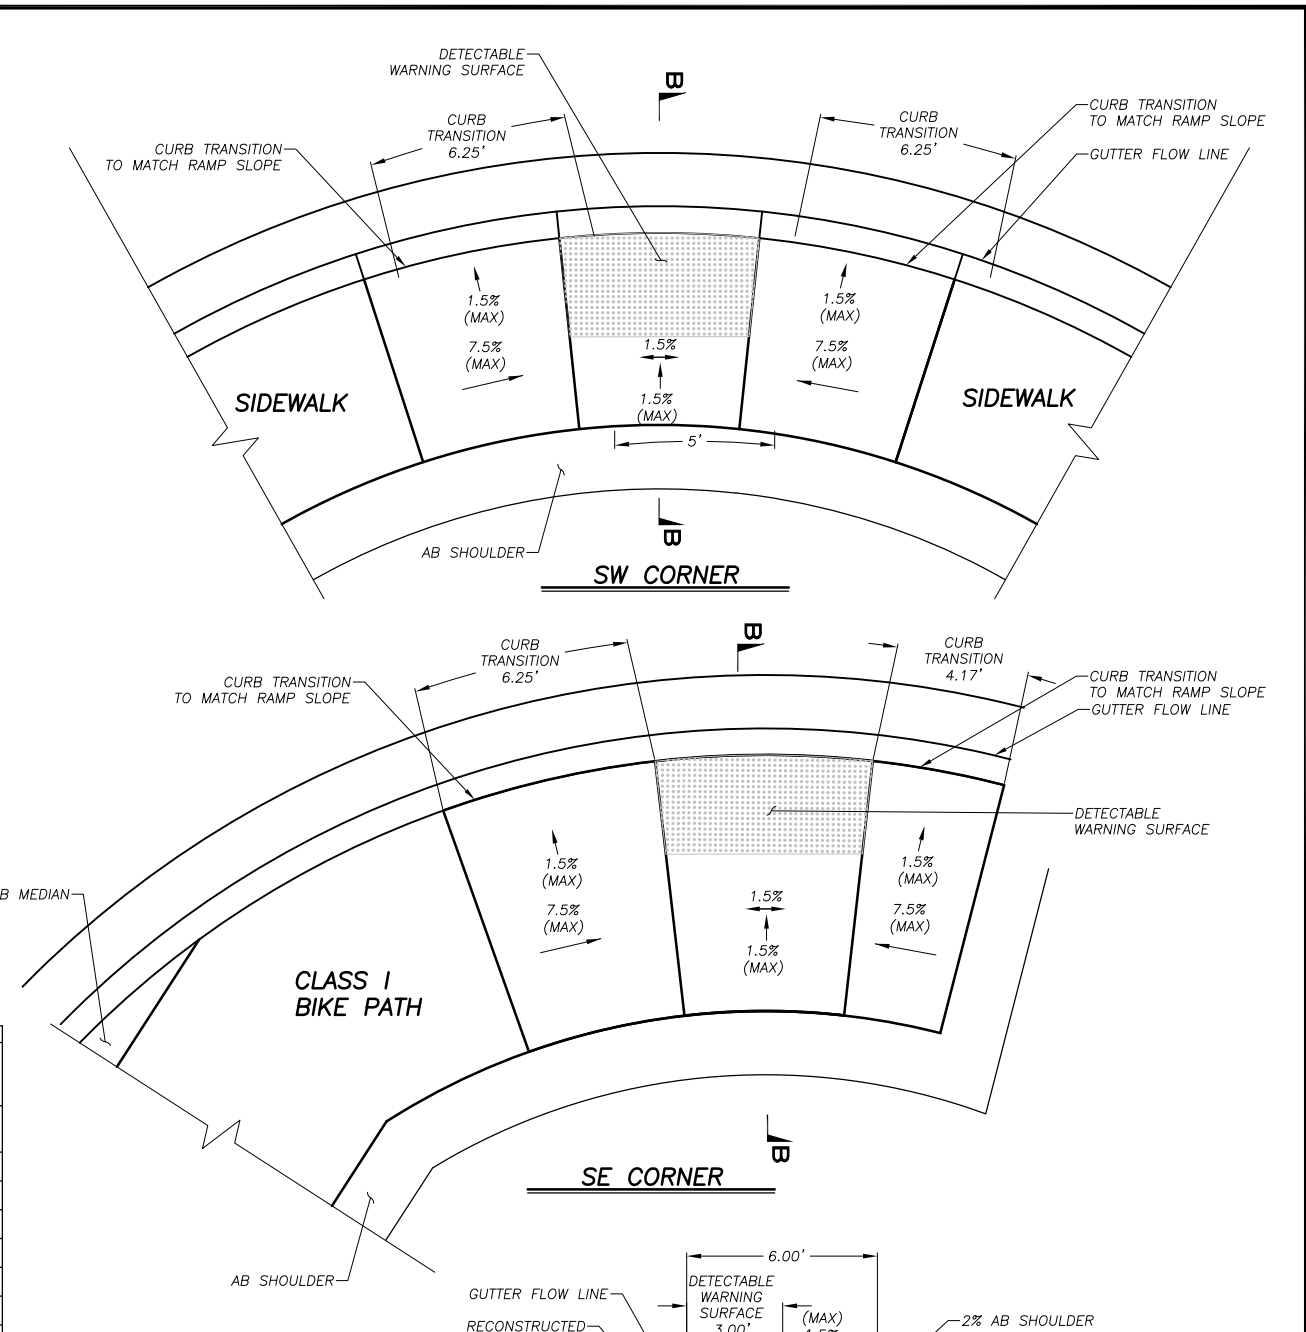 DETECTABLE
WARNING SURFACE
B
CURB
TRANSITION
6.25'
CURB
TRANSITION
6.25'
CURB TRANSITION
TO MATCH RAMP SLOPE
CURB TRANSITION
TO MATCH RAMP SLOPE
GUTTER FLOW LINE
1.5%
(MAX)
7.5%
(MAX)
1.5%
1.5%
(MAX)
1.5%
(MAX)
7.5%
(MAX)
SIDEWALK
SIDEWALK
5'
AB SHOULDER
B
SW CORNER
B
CURB
TRANSITION
6.25'
CURB
TRANSITION
4.17'
CURB TRANSITION
TO MATCH RAMP SLOPE
CURB TRANSITION
TO MATCH RAMP SLOPE
GUTTER FLOW LINE
DETECTABLE
WARNING SURFACE
1.5%
(MAX)
7.5%
(MAX)
1.5%
1.5%
(MAX)
1.5%
(MAX)
7.5%
(MAX)
B MEDIAN
CLASS I
BIKE PATH
B
SE CORNER
AB SHOULDER
6.00'
GUTTER FLOW LINE
DETECTABLE
WARNING
SURFACE
3.00'
(MAX)
1.5%
RECONSTRUCTED
2% AB SHOULDER